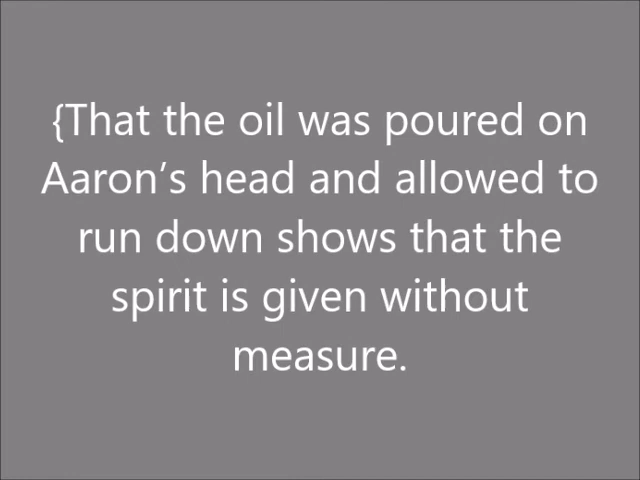 {That the oil was poured on
Aaron’s head and allowed to
run down shows that the
spirit is given without
measure.